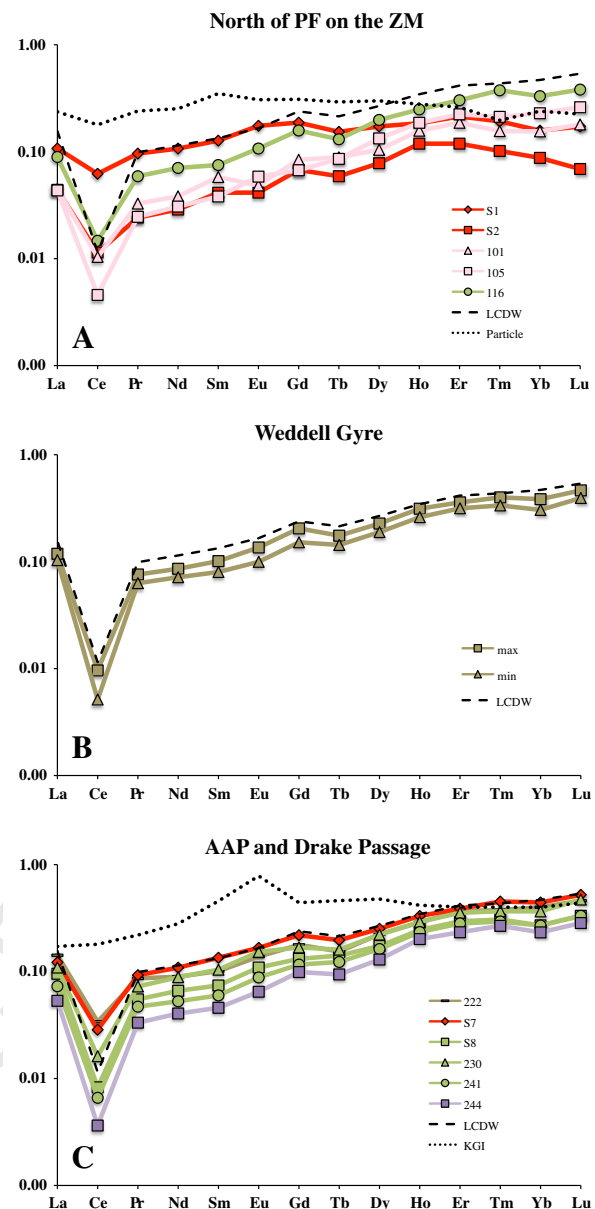 North of PF on the ZM
1.00
0.10
0.01
0.00
S1
S2
101
105
116
LCDW
Particle
A
La Ce Pr Nd Sm Eu Gd Tb Dy Ho Er Tm Yb Lu
Weddell Gyre
1.00
0.10
0.01
0.00
max
min
LCDW
B
La Ce Pr Nd Sm Eu Gd Tb Dy Ho Er Tm Yb Lu
AAP and Drake Passage
1.00
0.10
0.01
0.00
222
S7
S8
230
241
244
LCDW
KGI
C
La Ce Pr Nd Sm Eu Gd Tb Dy Ho Er Tm Yb Lu